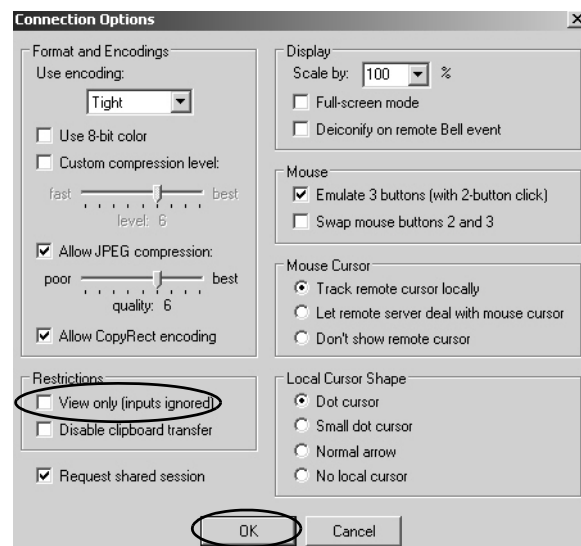 Connection Options
Format and Encodings
Use encoding:
Tight
Use 8-bit color
Custom compression level:
fast best
level: 6
Allow JPEG compression:
poor best
quality: 6
Allow CopyRect encoding
Restrictions
View only (inputs ignored)
Disable clipboard transfer
Request shared session
Display
Scale by: 100 %
Full-screen mode
Deiconify on remote Bell event
Mouse
Emulate 3 buttons (with 2-button click)
Swap mouse buttons 2 and 3
Mouse Cursor
Track remote cursor locally
Let remote server deal with mouse cursor
Don't show remote cursor
Local Cursor Shape
Dot cursor
Small dot cursor
Normal arrow
No local cursor
OK Cancel